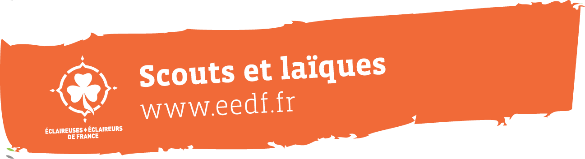 Scouts et laïques
www.eedf.fr
ÉCLAIREUSES • ÉCLAIREURS
DE FRANCE